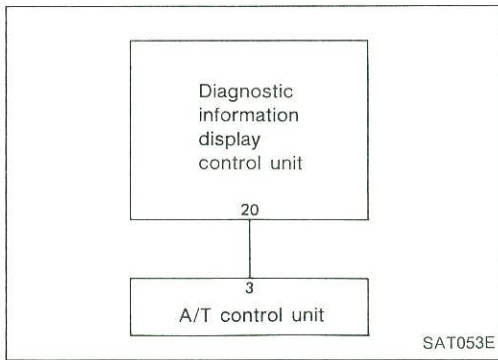 Diagnostic
information
display
control unit
20
3
A/T control unit
SAT053E